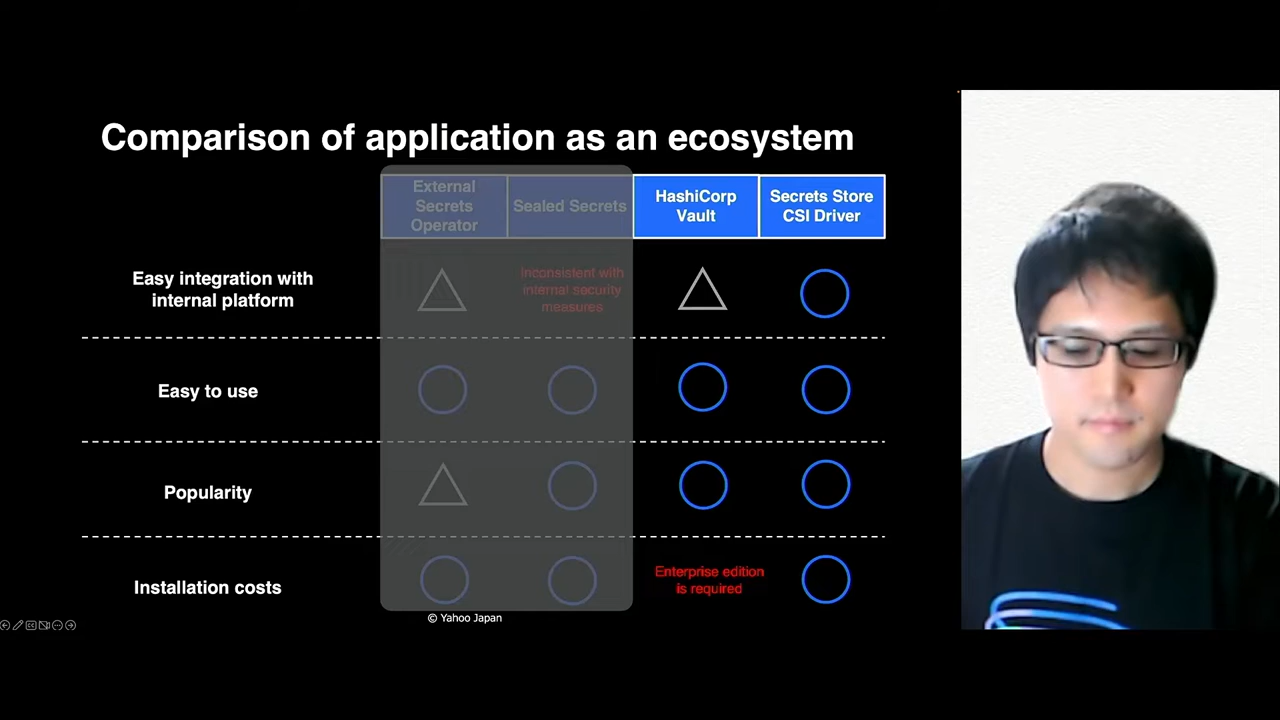 Comparison of application as an ecosystem
External
Secrets
Operator
Sealed Secrets
HashiCorp
Vault
Secrets Store
CSI Driver
Easy integration with
internal platform
Inconsistent with
internal security
measures
Easy to use
Popularity
Installation costs
Enterprise edition
is required
© Yahoo Japan